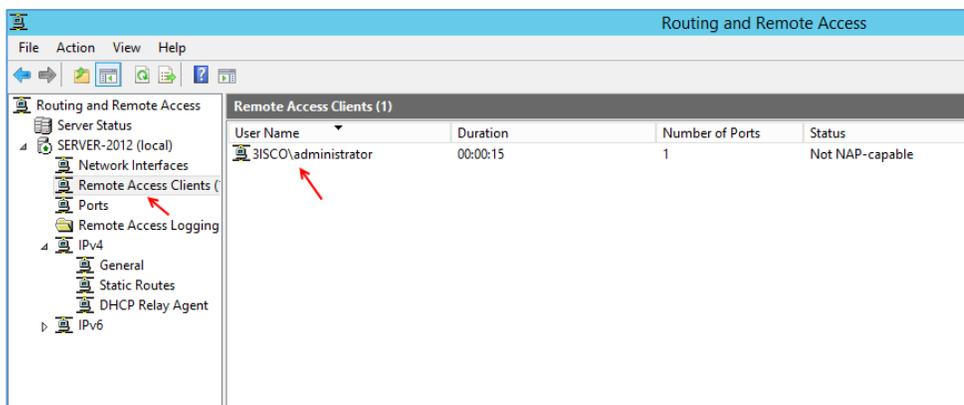 Routing and Remote Access
File Action View Help
Routing and Remote Access
Server Status
SERVER-2012 (local)
Network Interfaces
Remote Access Clients (
Ports
Remote Access Logging
IPv4
General
Static Routes
DHCP Relay Agent
IPv6
Remote Access Clients (1)
User Name Duration Number of Ports Status
3ISCO\administrator 00:00:15 1 Not NAP-capable